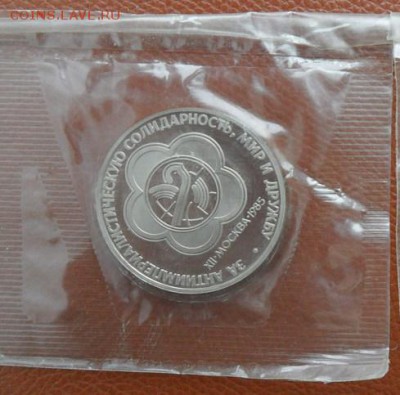 COINS.LAVE.RU
ЗА АНТИИМПЕРИАЛИСТИЧЕСКУЮ СОЛИДАРНОСТЬ, МИР И ДРУЖБУ
XII·МОСКВА·1985